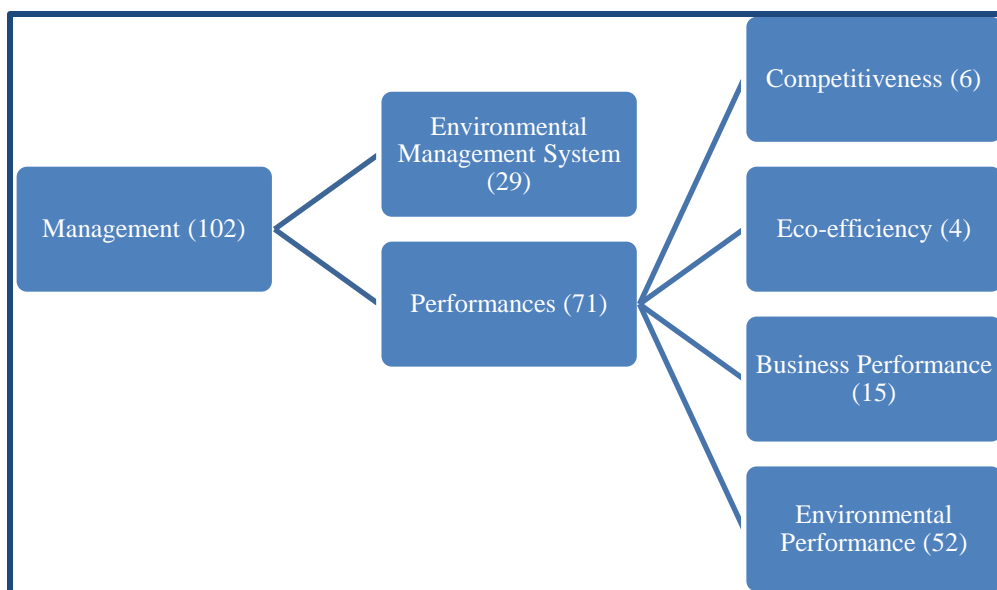 Management (102)
Environmental
Management System
(29)
Performances (71)
Competitiveness (6)
Eco-efficiency (4)
Business Performance
(15)
Environmental
Performance (52)